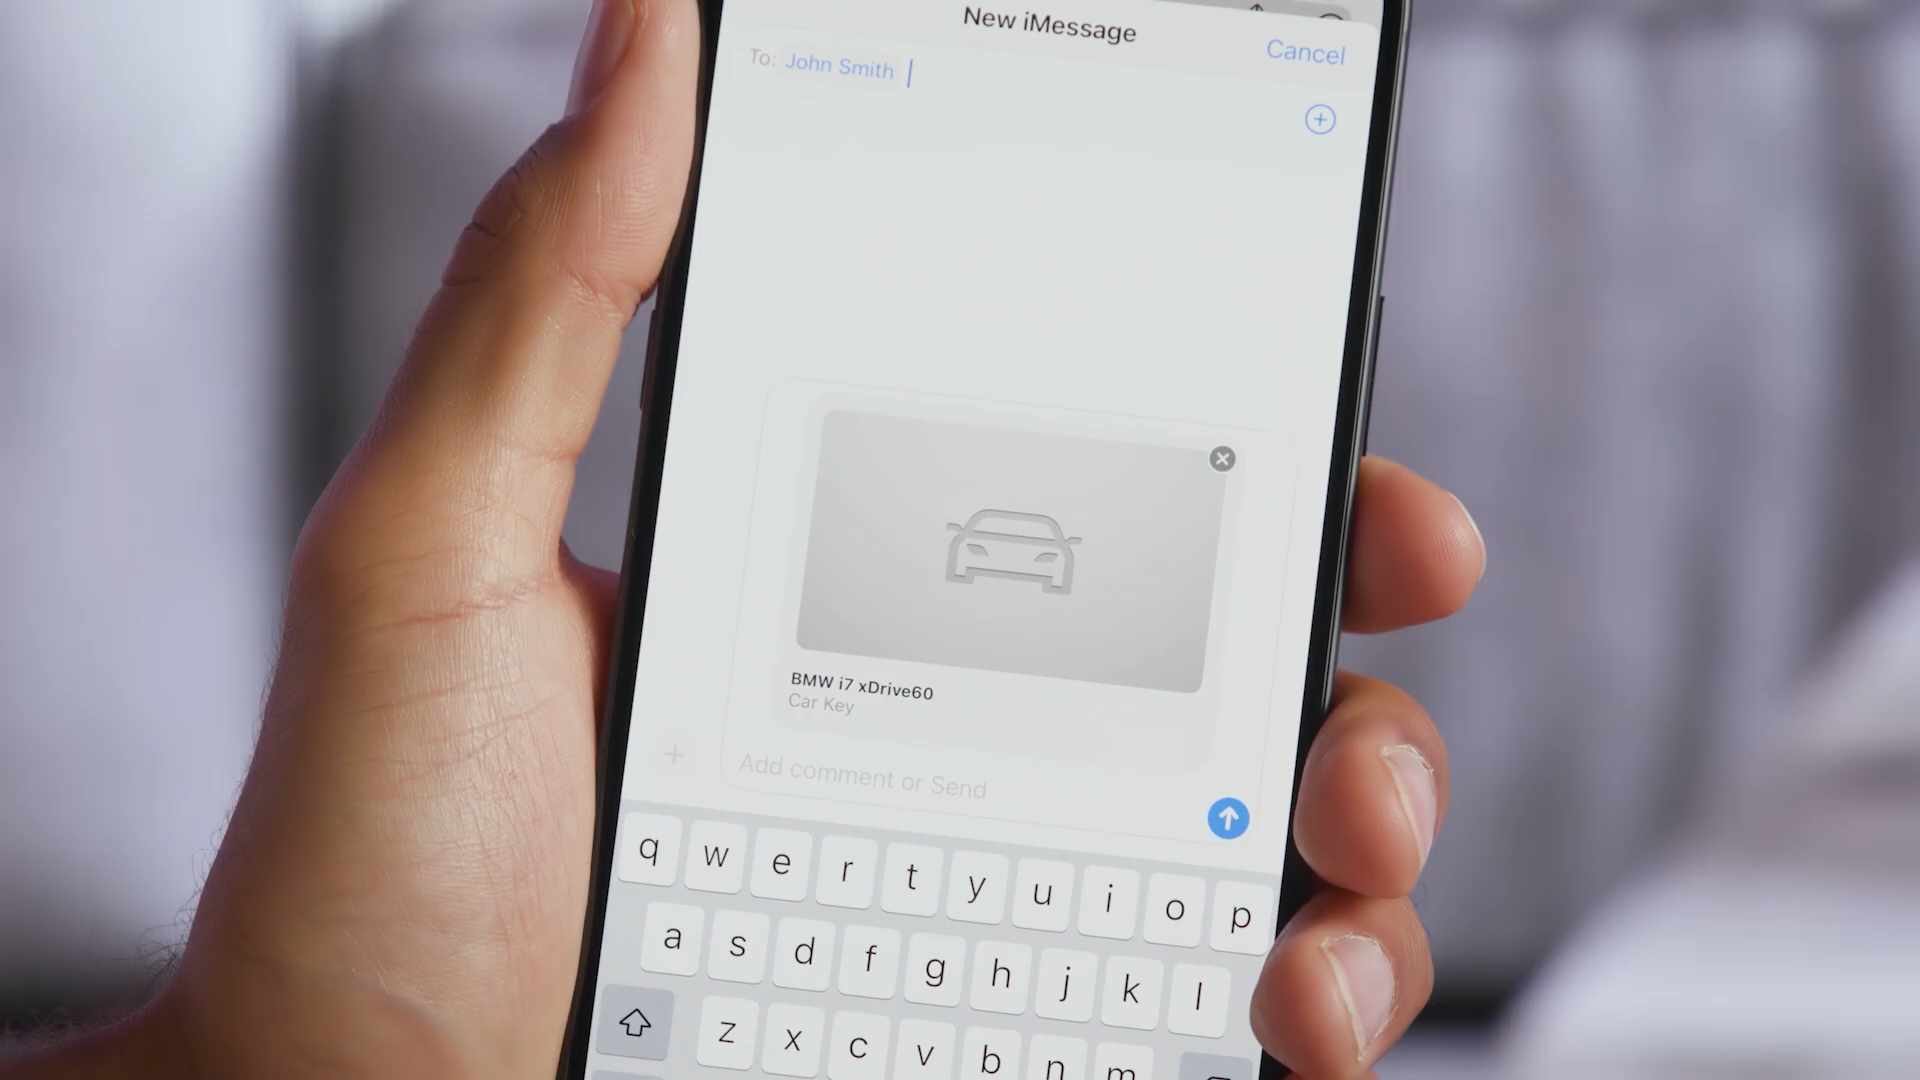 New iMessage
Cancel
To: John Smith
BMW i7 xDrive60
Car Key
Add comment or Send
q w e r t y u i o p
a s d f g h j k l
z x c v b n m